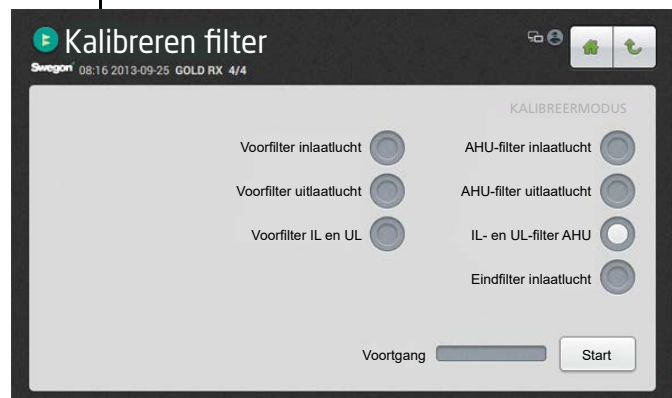 Kalibreren filter
Swegon 08:16 2013-09-25 GOLD RX 4/4
KALIBREERMODUS
Voorfilter inlaatlucht AHU-filter inlaatlucht
Voorfilter uitlaatlucht AHU-filter uitlaatlucht
Voorfilter IL en UL IL- en UL-filter AHU
Eindfilter inlaatlucht
Voortgang Start